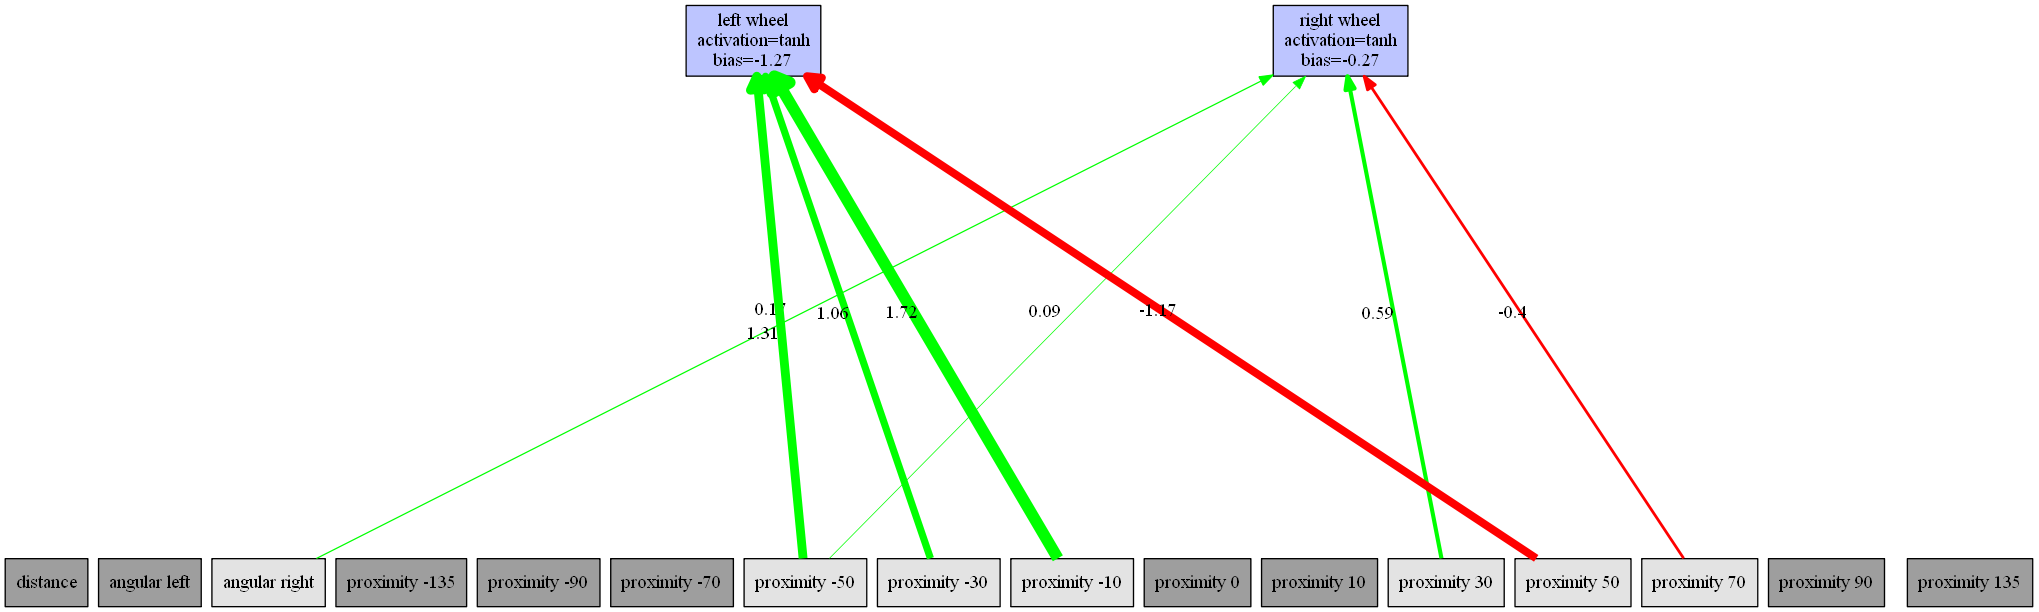 left wheel
activation=tanh
bias=-1.27
right wheel
activation=tanh
bias=-0.27
0.17
1.31
1.06
1.72
0.09
-1.17
0.59
-0.4
distance
angular left
angular right
proximity -135
proximity -90
proximity -70
proximity -50
proximity -30
proximity -10
proximity 0
proximity 10
proximity 30
proximity 50
proximity 70
proximity 90
proximity 135